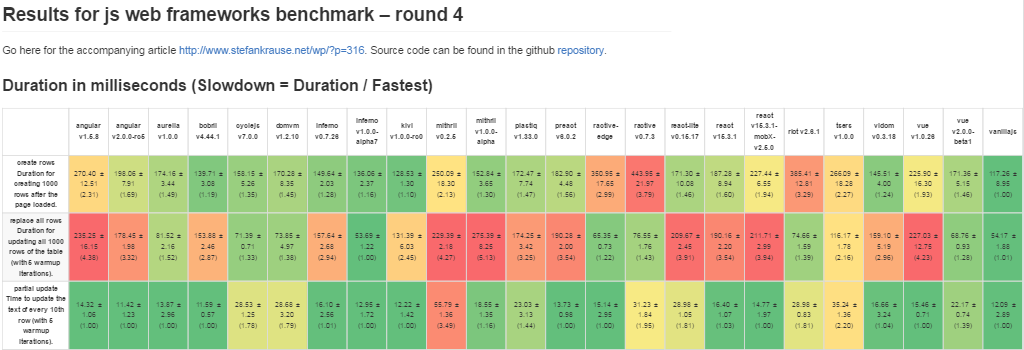 Results for js web frameworks benchmark – round 4
Go here for the accompanying article http://www.stefankrause.net/wp/?p=316. Source code can be found in the github repository.
Duration in milliseconds (Slowdown = Duration / Fastest)
angular v1.5.8 angular v2.0.0-rc5 aurelia v1.0.0 bobril v4.44.1 cyclejs v7.0.0 domvm v1.2.10 inferno v0.7.26 inferno v1.0.0-alpha7 kivi v1.0.0-rc0 mithril v0.2.5 mithril v1.0.0-alpha plastiq v1.33.0 preact v5.0.2 ractive-edge ractive v0.7.3 react-lite v0.15.17 react v15.3.1 react v15.3.1-mobX-v2.5.0 riot v2.6.1 tsers v1.0.0 vidom v0.3.18 vue v1.0.26 vue v2.0.0-beta1 vanillajs
create rows Duration for creating 1000 rows after the page loaded.
270.40 ± 12.51 (2.31) 198.06 ± 7.91 (1.69) 174.16 ± 3.44 (1.49) 139.71 ± 3.08 (1.19) 158.15 ± 5.26 (1.35) 170.28 ± 8.35 (1.45) 149.64 ± 2.03 (1.28) 136.06 ± 2.37 (1.16) 128.63 ± 1.30 (1.10) 250.09 ± 18.30 (2.13) 152.84 ± 3.65 (1.30) 172.47 ± 7.74 (1.47) 182.90 ± 4.48 (1.56) 350.95 ± 17.65 (2.99) 443.95 ± 21.97 (3.79) 171.30 ± 10.08 (1.46) 187.28 ± 8.94 (1.60) 227.44 ± 6.55 (1.94) 385.41 ± 12.81 (3.29) 266.09 ± 18.28 (2.27) 145.51 ± 4.00 (1.24) 225.90 ± 16.30 (1.93) 171.36 ± 5.15 (1.46) 117.26 ± 8.95 (1.00)
replace all rows Duration for updating all 1000 rows of the table (with 5 warmup iterations).
235.25 ± 16.15 (4.38) 178.45 ± 1.98 (3.32) 81.52 ± 2.16 (1.52) 153.88 ± 2.46 (2.87) 71.39 ± 0.71 (1.33) 73.85 ± 4.97 (1.38) 157.64 ± 2.68 (2.94) 53.69 ± 1.22 (1.00) 131.39 ± 6.03 (2.45) 229.39 ± 2.18 (4.27) 275.39 ± 8.25 (5.13) 174.25 ± 2.42 (3.25) 190.28 ± 2.00 (3.54) 65.35 ± 0.73 (1.22) 76.55 ± 1.76 (1.43) 209.67 ± 2.45 (3.91) 190.16 ± 2.20 (3.54) 211.71 ± 2.99 (3.94) 74.66 ± 1.59 (1.39) 116.17 ± 1.78 (2.16) 159.10 ± 5.19 (2.96) 227.03 ± 12.75 (4.23) 68.76 ± 0.93 (1.28) 54.17 ± 1.88 (1.01)
partial update Time to update the text of every 10th row (with 5 warmup iterations).
14.32 ± 1.06 (1.00) 11.42 ± 1.23 (1.00) 13.87 ± 2.96 (1.00) 11.59 ± 0.57 (1.00) 28.53 ± 1.25 (1.78) 28.68 ± 3.20 (1.79) 16.10 ± 2.56 (1.01) 12.95 ± 1.72 (1.00) 12.22 ± 1.42 (1.00) 55.79 ± 1.36 (3.49) 18.55 ± 1.35 (1.16) 23.03 ± 3.13 (1.44) 13.73 ± 0.98 (1.00) 15.14 ± 2.95 (1.00) 31.23 ± 1.84 (1.95) 28.98 ± 1.05 (1.81) 16.40 ± 1.07 (1.03) 14.77 ± 1.97 (1.00) 28.98 ± 0.83 (1.81) 35.24 ± 1.36 (2.20) 16.66 ± 3.24 (1.04) 15.46 ± 0.71 (1.00) 22.17 ± 0.74 (1.39) 12.09 ± 2.89 (1.00)